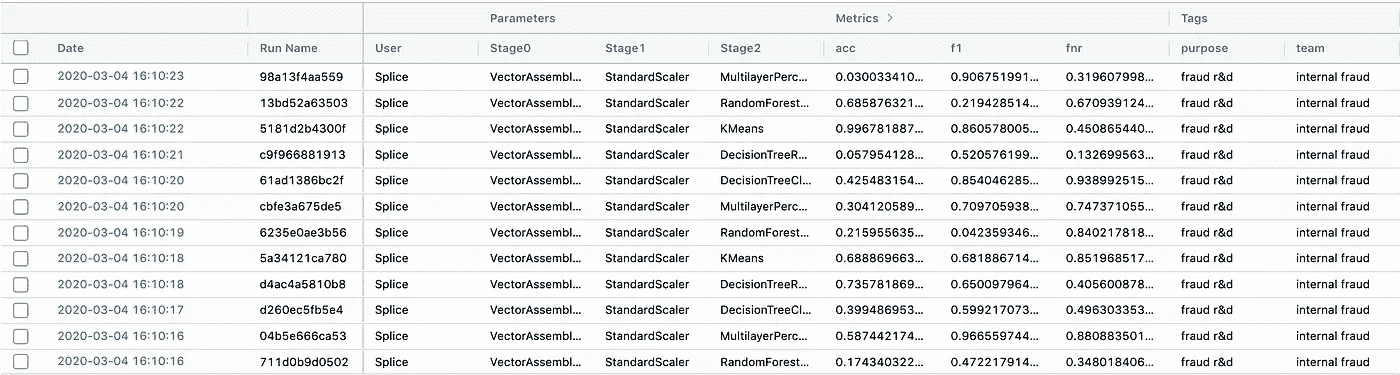 Parameters Metrics > Tags
Date Run Name User Stage0 Stage1 Stage2 acc f1 fnr purpose team
2020-03-04 16:10:23 98a13f4aa559 Splice VectorAssembl... StandardScaler MultilayerPerc... 0.030033410... 0.906751991... 0.319607998... fraud r&d internal fraud
2020-03-04 16:10:22 13bd52a63503 Splice VectorAssembl... StandardScaler RandomForest... 0.685876321... 0.219428514... 0.670939124... fraud r&d internal fraud
2020-03-04 16:10:22 5181d2b4300f Splice VectorAssembl... StandardScaler KMeans 0.996781887... 0.860578005... 0.450865440... fraud r&d internal fraud
2020-03-04 16:10:21 c9f966881913 Splice VectorAssembl... StandardScaler DecisionTreeR... 0.057954128... 0.520576199... 0.132699563... fraud r&d internal fraud
2020-03-04 16:10:20 61ad1386bc2f Splice VectorAssembl... StandardScaler DecisionTreeCl... 0.425483154... 0.854046285... 0.938992515... fraud r&d internal fraud
2020-03-04 16:10:20 cbfe3a675de5 Splice VectorAssembl... StandardScaler MultilayerPerc... 0.304120589... 0.709705938... 0.747371055... fraud r&d internal fraud
2020-03-04 16:10:19 6235e0ae3b56 Splice VectorAssembl... StandardScaler RandomForest... 0.215955635... 0.042359346... 0.840217818... fraud r&d internal fraud
2020-03-04 16:10:18 5a34121ca780 Splice VectorAssembl... StandardScaler KMeans 0.688869663... 0.681886714... 0.851968517... fraud r&d internal fraud
2020-03-04 16:10:18 d4ac4a5810b8 Splice VectorAssembl... StandardScaler DecisionTreeR... 0.735781869... 0.650097964... 0.405600878... fraud r&d internal fraud
2020-03-04 16:10:17 d260ec5fb5e4 Splice VectorAssembl... StandardScaler DecisionTreeCl... 0.399486953... 0.599217073... 0.496303353... fraud r&d internal fraud
2020-03-04 16:10:16 04b5e666ca53 Splice VectorAssembl... StandardScaler MultilayerPerc... 0.587442174... 0.966559744... 0.880883501... fraud r&d internal fraud
2020-03-04 16:10:16 711d0b9d0502 Splice VectorAssembl... StandardScaler RandomForest... 0.174340322... 0.472217914... 0.348018406... fraud r&d internal fraud